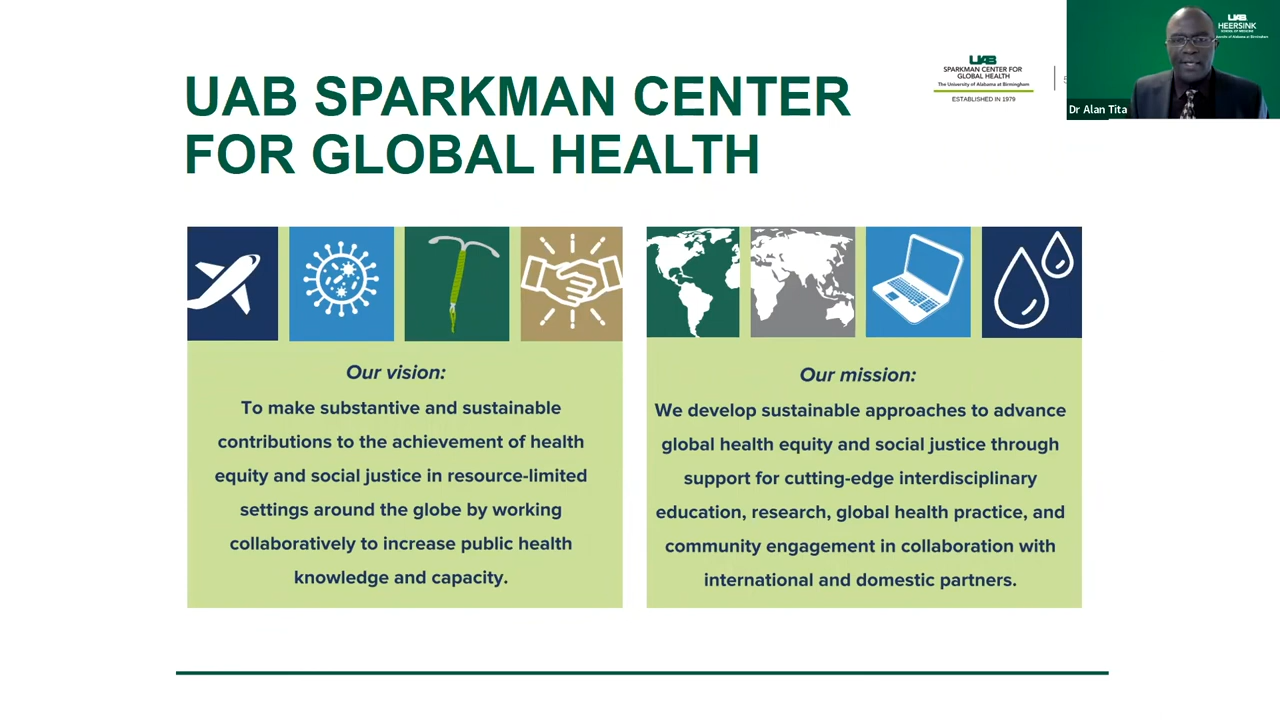 UAB SPARKMAN CENTER
FOR GLOBAL HEALTH
UAB
SPARKMAN CENTER FOR
GLOBAL HEALTH
The University of Alabama at Birmingham
ESTABLISHED IN 1979
UAB
HEERSINK
SCHOOL OF MEDICINE
Dr Alan Tita
Our vision:
To make substantive and sustainable
contributions to the achievement of health
equity and social justice in resource-limited
settings around the globe by working
collaboratively to increase public health
knowledge and capacity.
Our mission:
We develop sustainable approaches to advance
global health equity and social justice through
support for cutting-edge interdisciplinary
education, research, global health practice, and
community engagement in collaboration with
international and domestic partners.